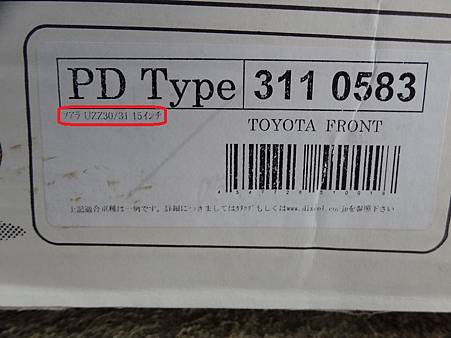 PD Type 311 0583
ソアラ UZZ30/31 15インチ
TOYOTA FRONT
上記適合車種は一例です。詳細につきましてはｶﾀﾛｸﾞもしくはwww.dixcel.co.jpを参照下さい